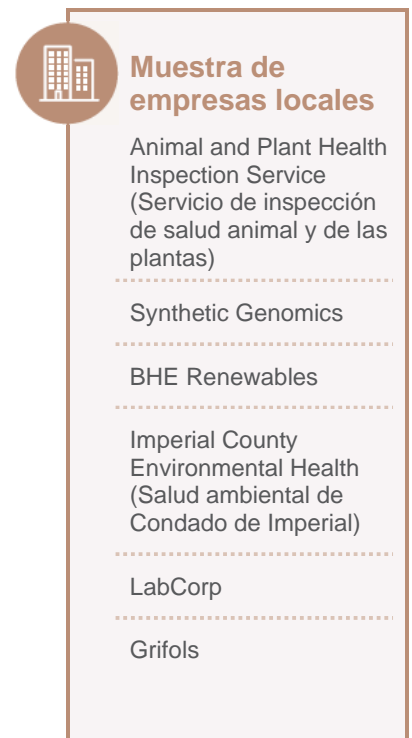 Muestra de
empresas locales
Animal and Plant Health
Inspection Service
(Servicio de inspección
de salud animal y de las
plantas)
Synthetic Genomics
BHE Renewables
Imperial County
Environmental Health
(Salud ambiental de
Condado de Imperial)
LabCorp
Grifols